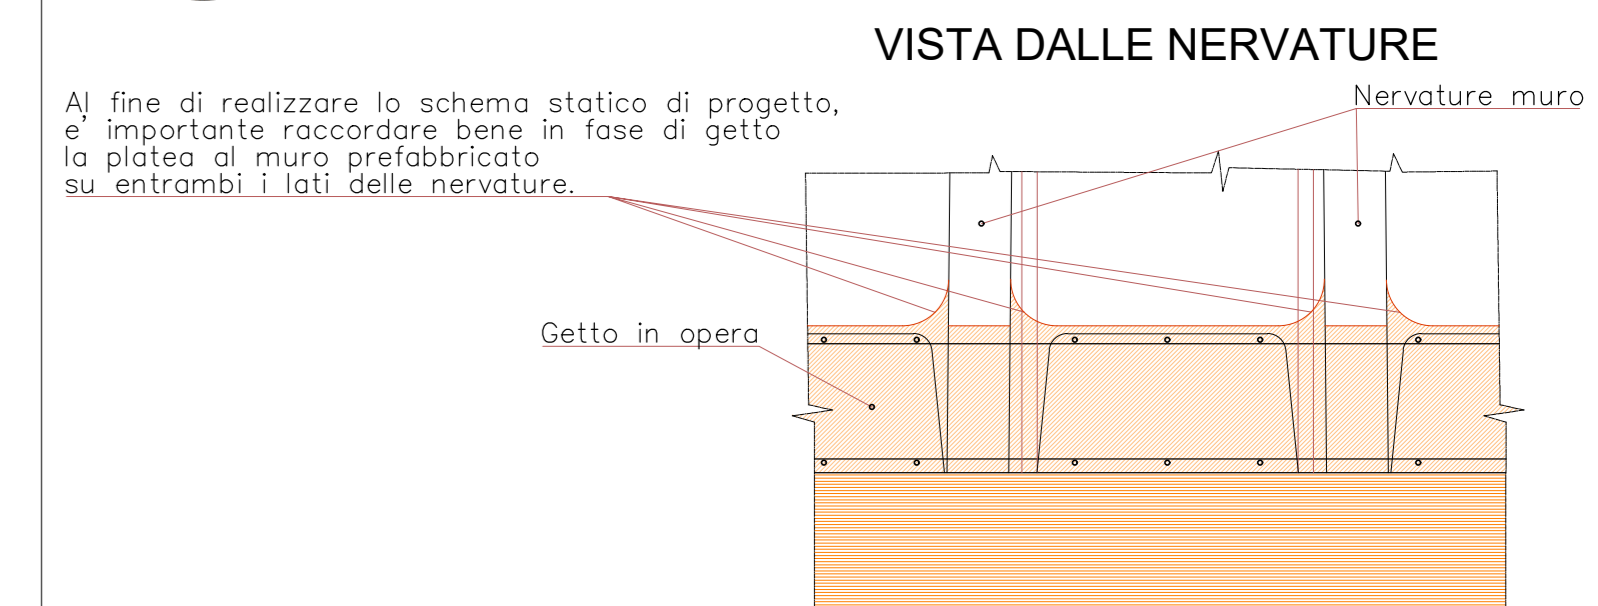 VISTA DALLE NERVATURE
Al fine di realizzare lo schema statico di progetto,
e' importante raccordare bene in fase di getto
la platea al muro prefabbricato
su entrambi i lati delle nervature.
Nervature muro
Getto in opera